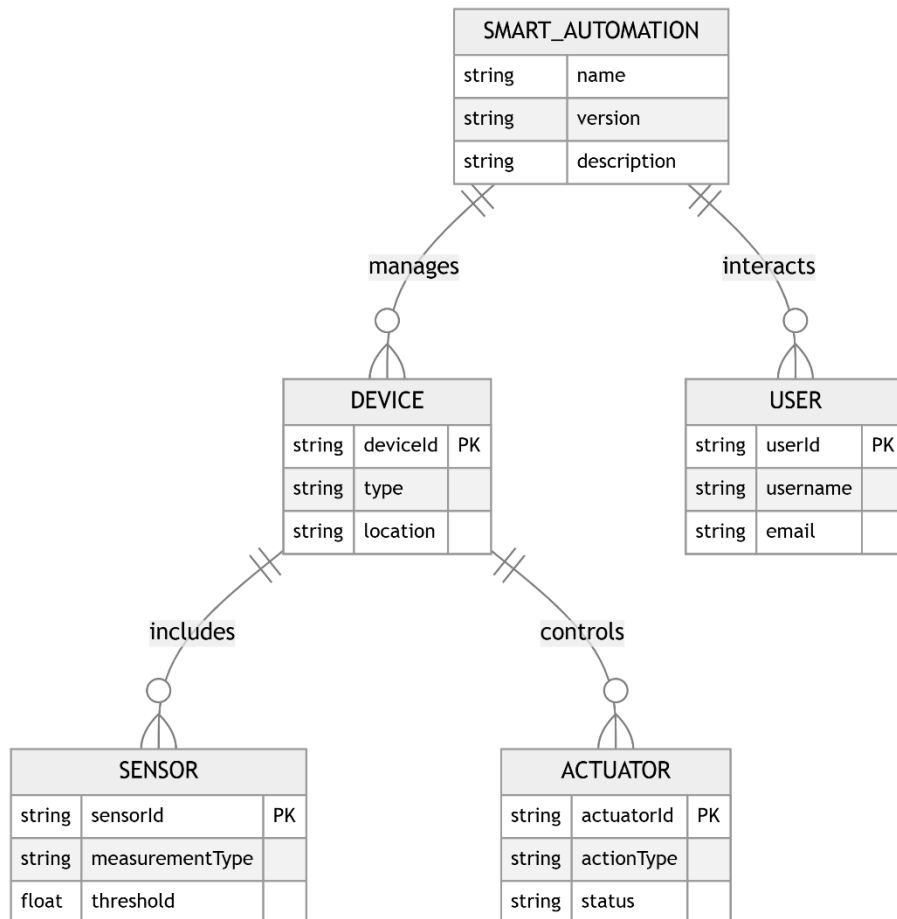 SMART_AUTOMATION
string name
string version
string description
manages interacts
DEVICE USER
string deviceId PK string userId PK
string type string username
string location string email
includes controls
SENSOR ACTUATOR
string sensorId PK string actuatorId PK
string measurementType string actionType
float threshold string status